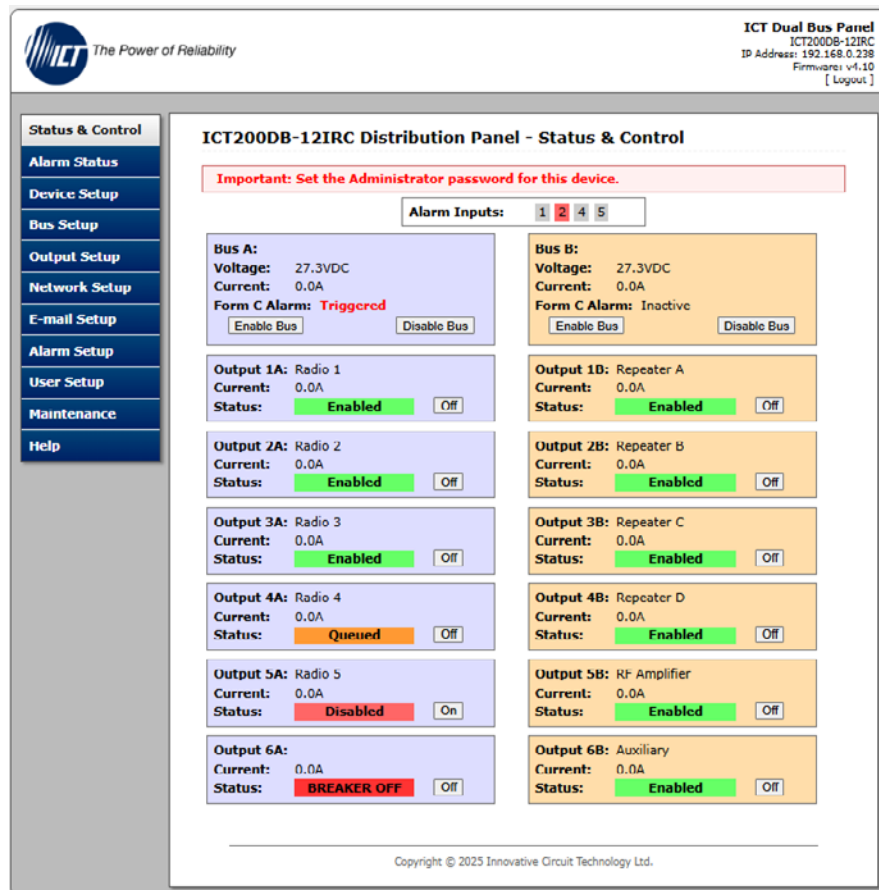 ICT The Power of Reliability
ICT Dual Bus Panel
ICT200DB-12IRC
IP Address: 192.168.0.238
Firmware: v4.10
[ Logout ]
Status & Control
Alarm Status
Device Setup
Bus Setup
Output Setup
Network Setup
E-mail Setup
Alarm Setup
User Setup
Maintenance
Help
ICT200DB-12IRC Distribution Panel - Status & Control
Important: Set the Administrator password for this device.
Alarm Inputs: 1 2 4 5
Bus A:
Voltage: 27.3VDC
Current: 0.0A
Form C Alarm: Triggered
Enable Bus Disable Bus
Bus B:
Voltage: 27.3VDC
Current: 0.0A
Form C Alarm: Inactive
Enable Bus Disable Bus
Output 1A: Radio 1
Current: 0.0A
Status: Enabled Off
Output 1B: Repeater A
Current: 0.0A
Status: Enabled Off
Output 2A: Radio 2
Current: 0.0A
Status: Enabled Off
Output 2B: Repeater B
Current: 0.0A
Status: Enabled Off
Output 3A: Radio 3
Current: 0.0A
Status: Enabled Off
Output 3B: Repeater C
Current: 0.0A
Status: Enabled Off
Output 4A: Radio 4
Current: 0.0A
Status: Queued Off
Output 4B: Repeater D
Current: 0.0A
Status: Enabled Off
Output 5A: Radio 5
Current: 0.0A
Status: Disabled On
Output 5B: RF Amplifier
Current: 0.0A
Status: Enabled Off
Output 6A:
Current: 0.0A
Status: BREAKER OFF Off
Output 6B: Auxiliary
Current: 0.0A
Status: Enabled Off
Copyright © 2025 Innovative Circuit Technology Ltd.